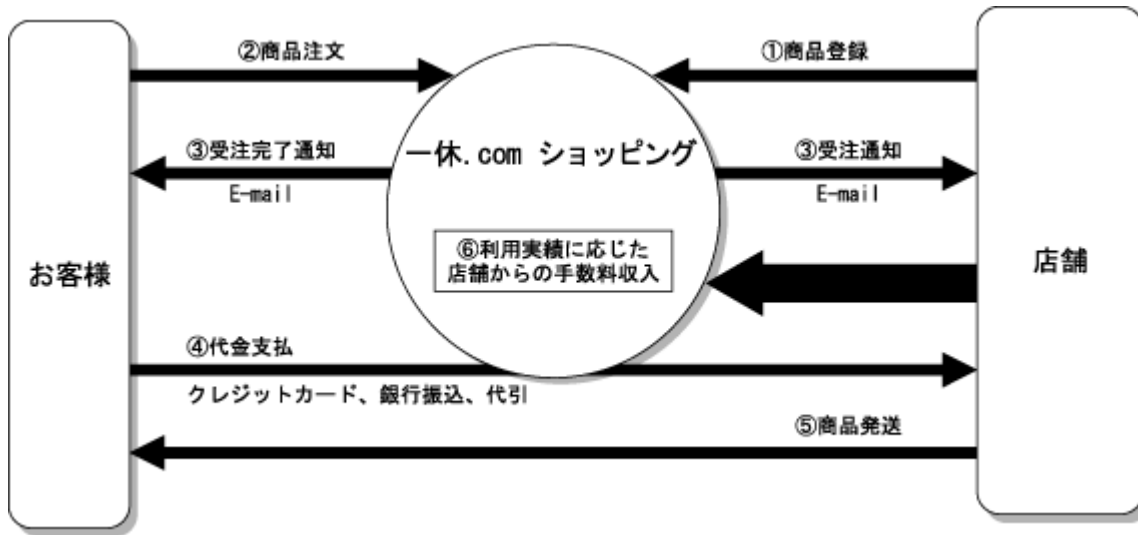 ②商品注文
①商品登録
③受注完了通知
E-mail
一休.com ショッピング
③受注通知
E-mail
⑥利用実績に応じた
店舗からの手数料収入
お客様
店舗
④代金支払
クレジットカード、銀行振込、代引
⑤商品発送